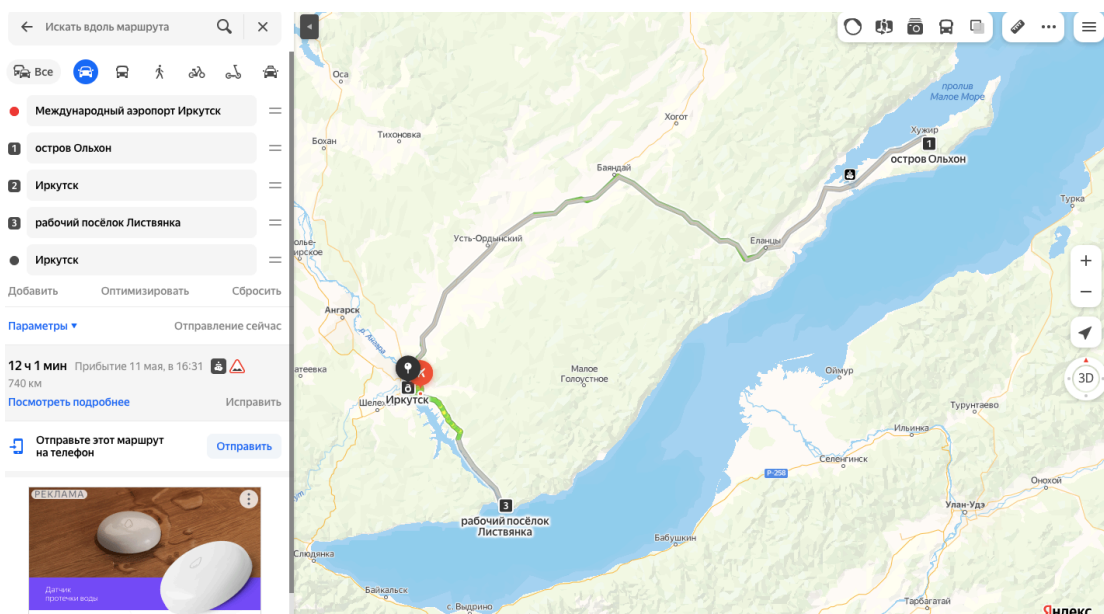 Искать вдоль маршрута
Все
Международный аэропорт Иркутск
1 остров Ольхон
2 Иркутск
3 рабочий посёлок Листвянка
Иркутск
Добавить Оптимизировать Сбросить
Параметры Отправление сейчас
12 ч 1 мин Прибытие 11 мая, в 16:31
740 км
Посмотреть подробнее Исправить
Отправьте этот маршрут
на телефон
Отправить
РЕКЛАМА
Датчик
протечки воды
Оса
Бохан
Тихоновка
Хогот
пролив
Малое Море
Хужир
1
остров Ольхон
Баяндай
Турка
Усть-Ордынский
Еланцы
Ангарск
р. Ангара
Малое
Голоустное
3D
Иркутск
Оймур
Турунтаево
Ильинка
Селенгинск
Р-258
Онохой
Улан-Удэ
3
рабочий посёлок
Листвянка
Слюдянка
Бабушкин
Байкальск
с. Выдрино
Тарбагатай
Яндекс